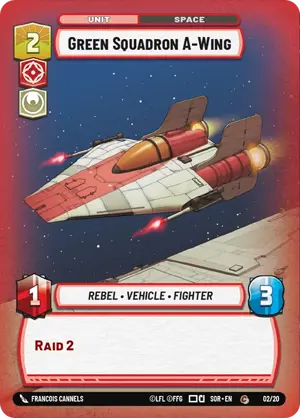 UNIT SPACE
2 GREEN SQUADRON A-WING
1 REBEL • VEHICLE • FIGHTER 3
RAID 2
FRANCOIS CANNELS ©LFL ©FFG SOR • EN 02/20